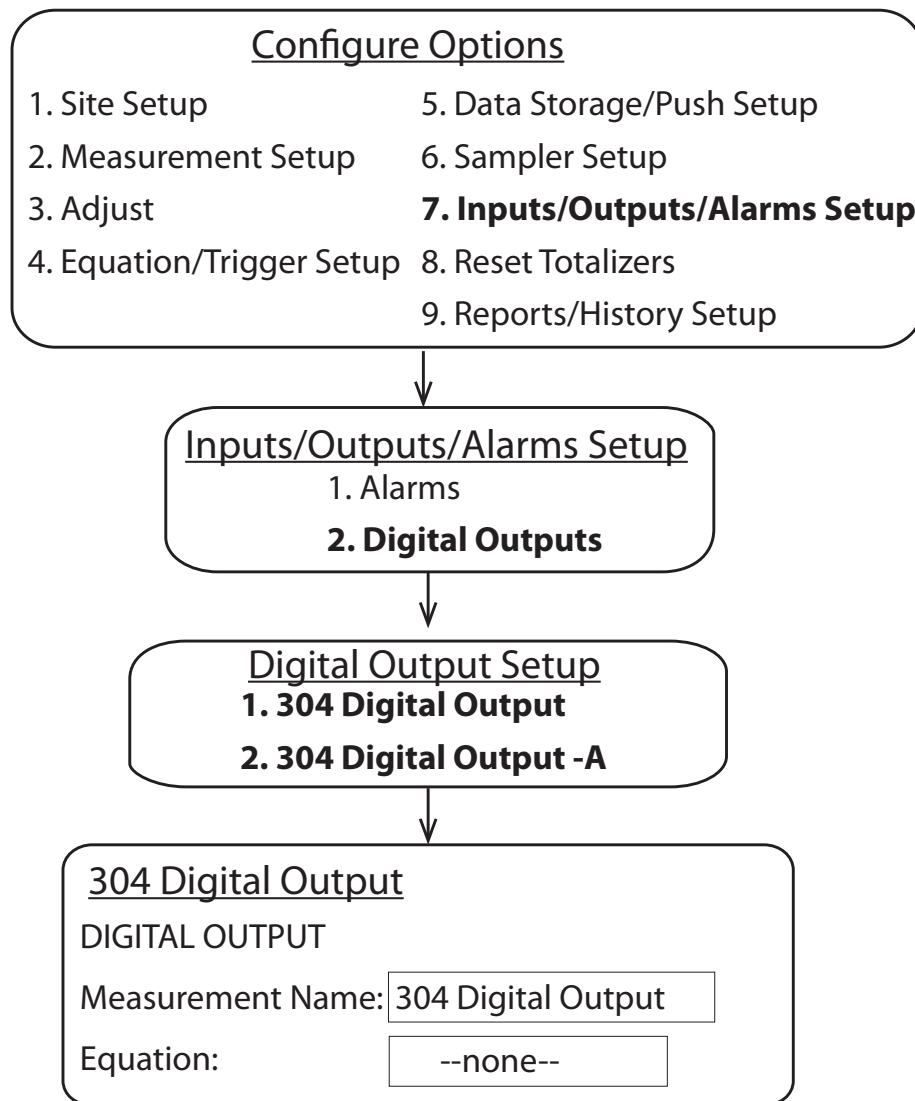 Configure Options
1. Site Setup
2. Measurement Setup
3. Adjust
4. Equation/Trigger Setup
5. Data Storage/Push Setup
6. Sampler Setup
7. Inputs/Outputs/Alarms Setup
8. Reset Totalizers
9. Reports/History Setup
Inputs/Outputs/Alarms Setup
1. Alarms
2. Digital Outputs
Digital Output Setup
1. 304 Digital Output
2. 304 Digital Output -A
304 Digital Output
DIGITAL OUTPUT
Measurement Name: 304 Digital Output
Equation: --none--